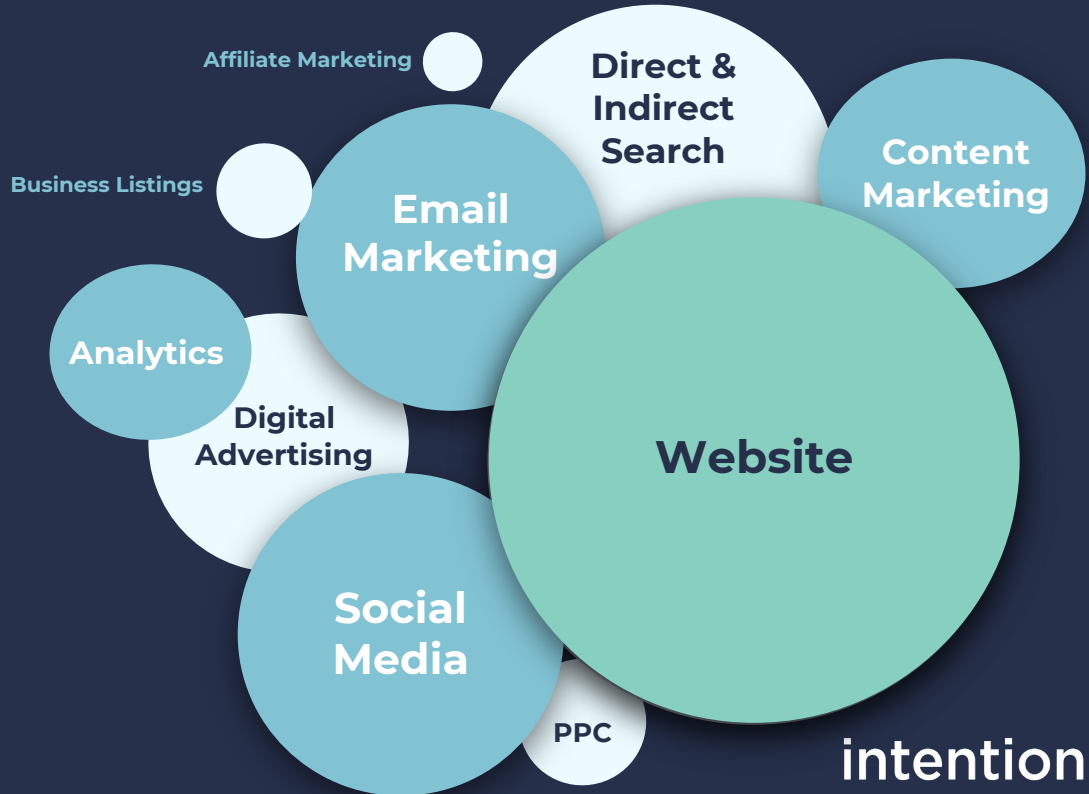 Affiliate Marketing
Direct &
Indirect
Search
Content
Marketing
Business Listings
Email
Marketing
Analytics
Digital
Advertising
Website
Social
Media
PPC
intention